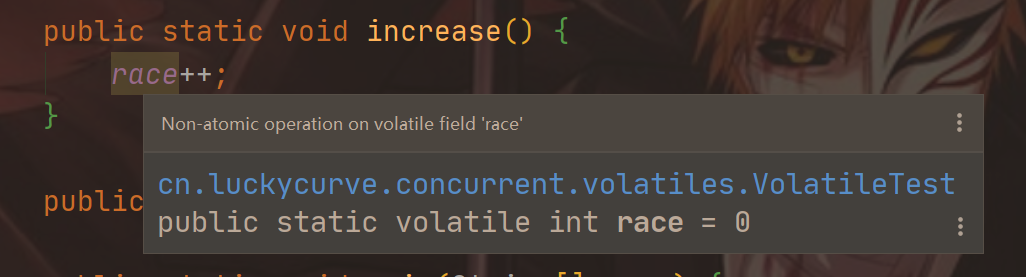 public static void increase() {
race++;
Non-atomic operation on volatile field 'race'
}
cn.luckycurve.concurrent.volatiles.VolatileTest
public
public static volatile int race = 0